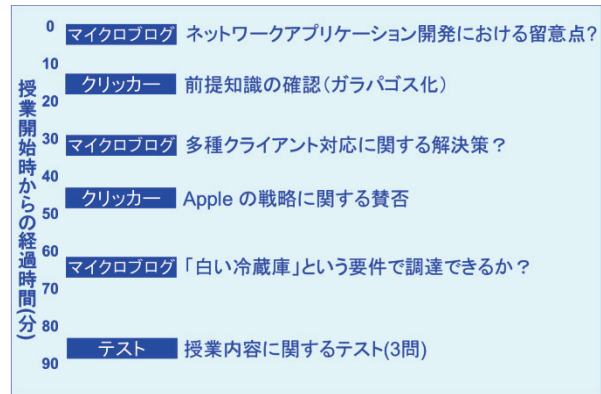 授業開始時からの経過時間(分)
0
マイクロブログ ネットワークアプリケーション開発における留意点?
10
クリッカー 前提知識の確認(ガラパゴス化)
20
30
マイクロブログ 多種クライアント対応に関する解決策?
40
クリッカー Apple の戦略に関する賛否
50
60
マイクロブログ 「白い冷蔵庫」という要件で調達できるか?
70
80
テスト 授業内容に関するテスト(3問)
90